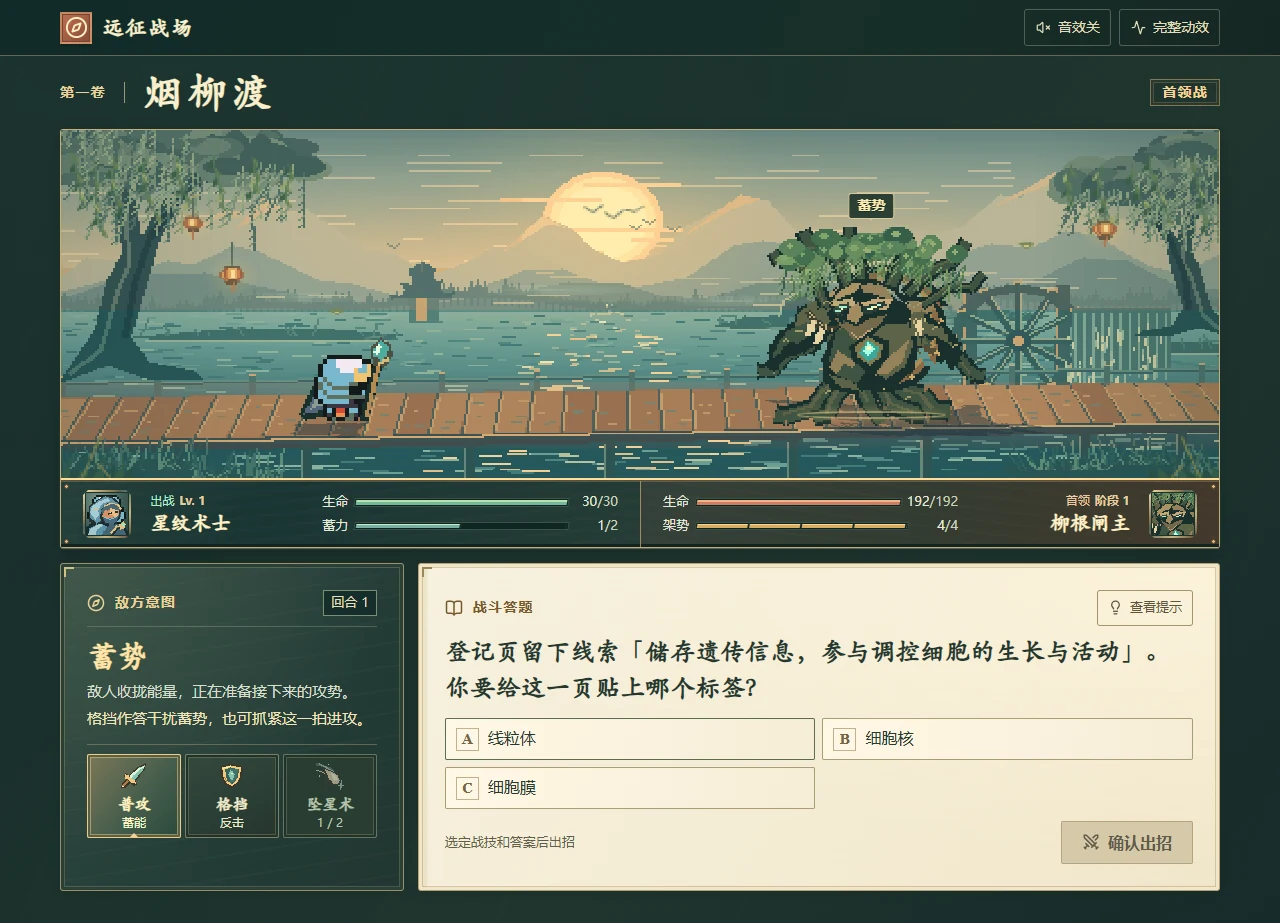 远征战场
音效关
完整动效
第一卷
烟柳渡
首领战
蓄势
出战 Lv. 1
星纹术士
生命 30/30
蓄力 1/2
生命 192/192
架势 4/4
首领 阶段 1
柳根闸主
敌方意图
回合 1
蓄势
敌人收拢能量，正在准备接下来的攻势。
格挡作答干扰蓄势，也可抓紧这一拍进攻。
普攻
蓄能
格挡
反击
坠星术
1 / 2
战斗答题
查看提示
登记页留下线索「储存遗传信息，参与调控细胞的生长与活动」。
你要给这一页贴上哪个标签？
A 线粒体
B 细胞核
C 细胞膜
选定战技和答案后出招
确认出招